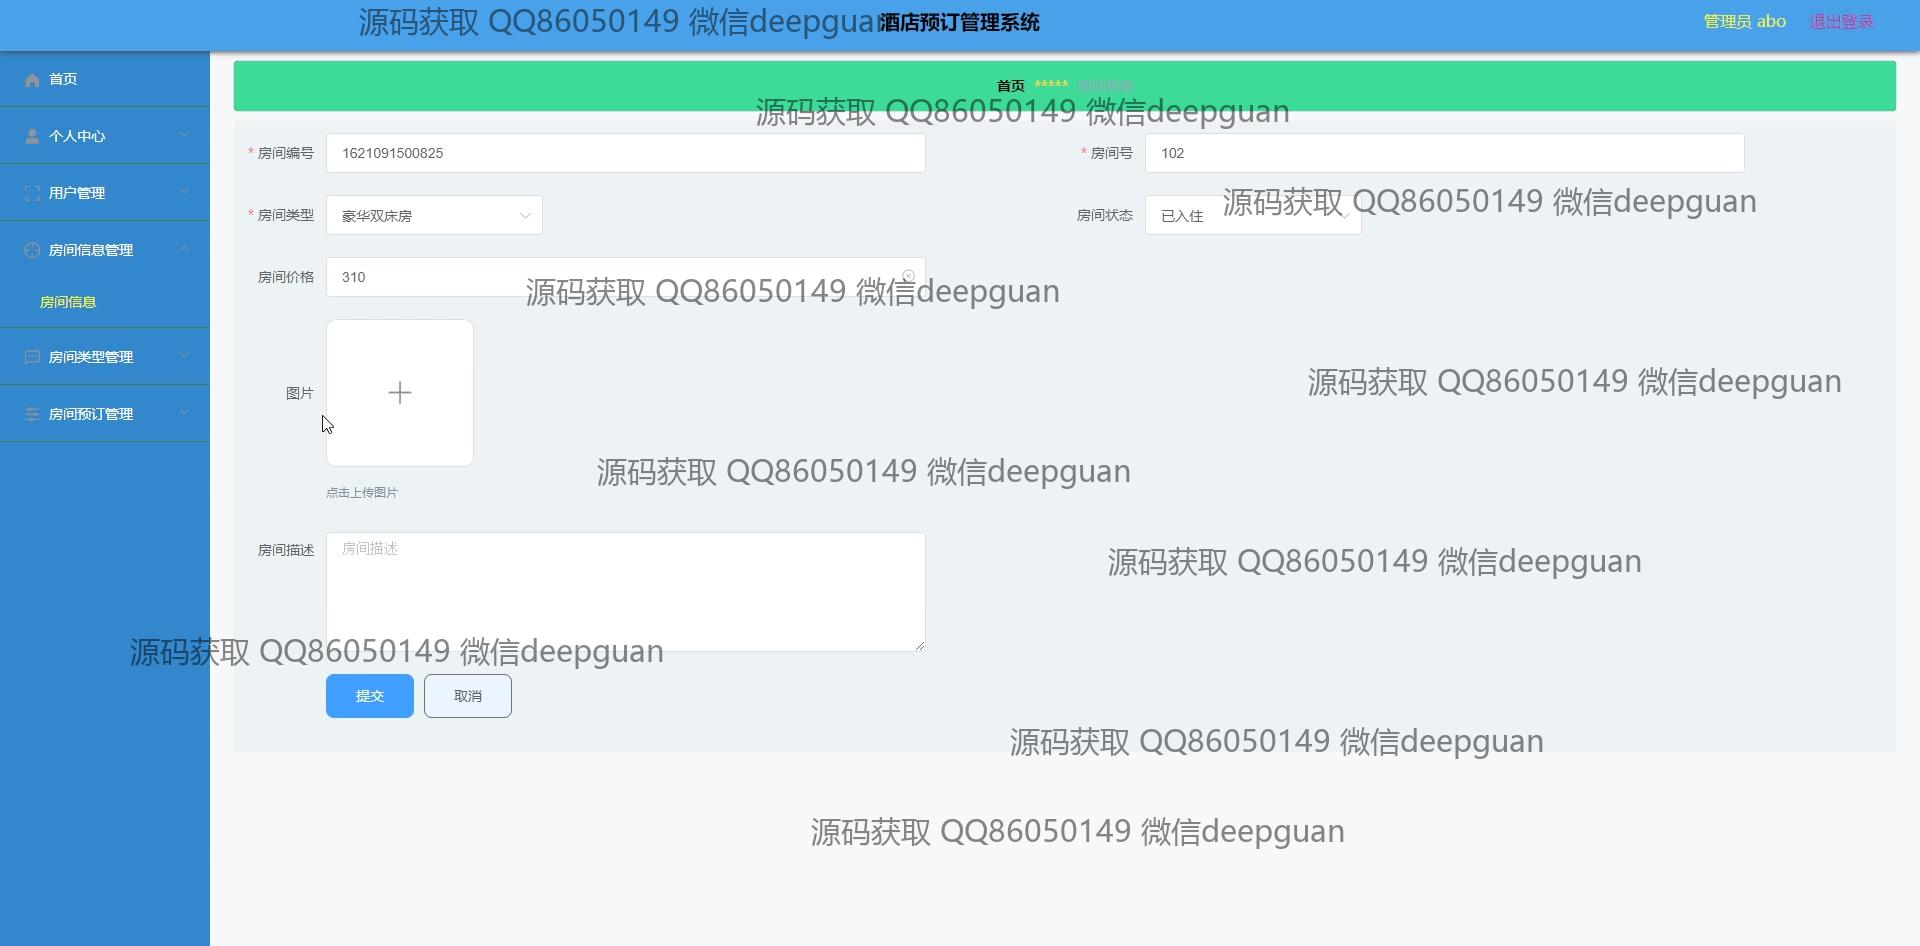 源码获取 QQ86050149 微信deepguan
酒店预订管理系统
管理员 abo
退出登录
首页
个人中心
用户管理
房间信息管理
房间信息
房间类型管理
房间预订管理
首页 ***** 房间信息
源码获取 QQ86050149 微信deepguan
* 房间编号 1621091500825
* 房间号 102
* 房间类型 豪华双床房
房间状态 已入住
源码获取 QQ86050149 微信deepguan
房间价格 310
源码获取 QQ86050149 微信deepguan
源码获取 QQ86050149 微信deepguan
图片
源码获取 QQ86050149 微信deepguan
点击上传图片
房间描述 房间描述
源码获取 QQ86050149 微信deepguan
源码获取 QQ86050149 微信deepguan
提交
取消
源码获取 QQ86050149 微信deepguan
源码获取 QQ86050149 微信deepguan